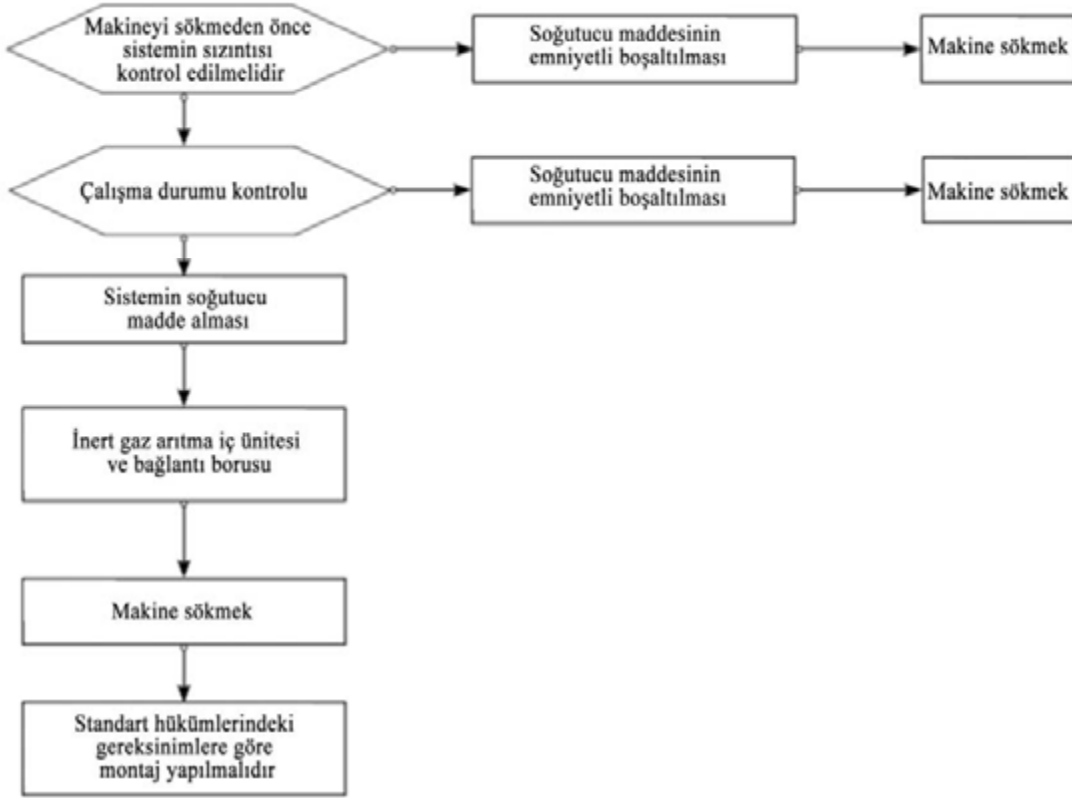 Makineyi sökmeden önce
sistemin sızıntısı
kontrol edilmelidir
Soğutucu maddesinin
emniyetli boşaltılması
Makine sökmek
Çalışma durumu kontrolu
Soğutucu maddesinin
emniyetli boşaltılması
Makine sökmek
Sistemin soğutucu
madde alması
İnert gaz arıtma iç ünitesi
ve bağlantı borusu
Makine sökmek
Standart hükümlerindeki
gereksinimlere göre
montaj yapılmalıdır